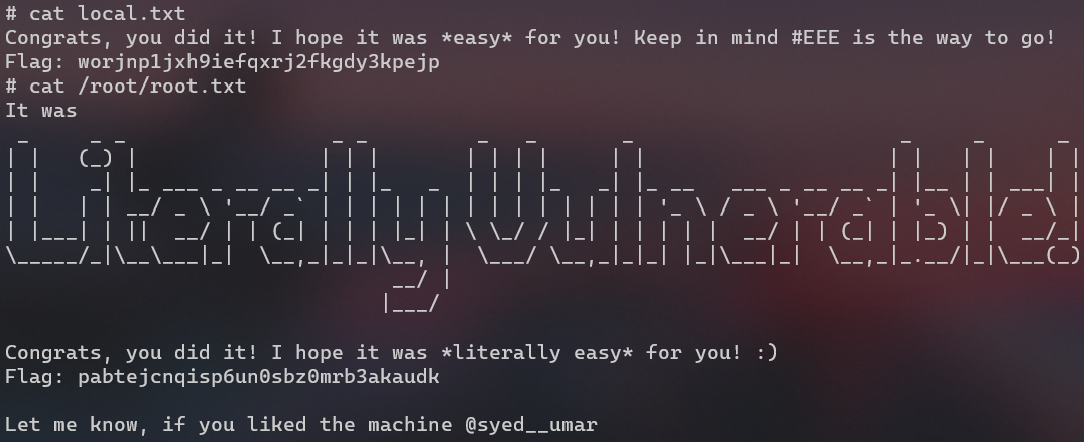 # cat local.txt
Congrats, you did it! I hope it was *easy* for you! Keep in mind #EEE is the way to go!
Flag: worjnp1jxh9iefqxrj2fkgdy3kpejp
# cat /root/root.txt
It was
Literally Vulnerable!
Congrats, you did it! I hope it was *literally easy* for you! :)
Flag: pabtejcnqisp6un0sbz0mrb3akaudk
Let me know, if you liked the machine @syed__umar